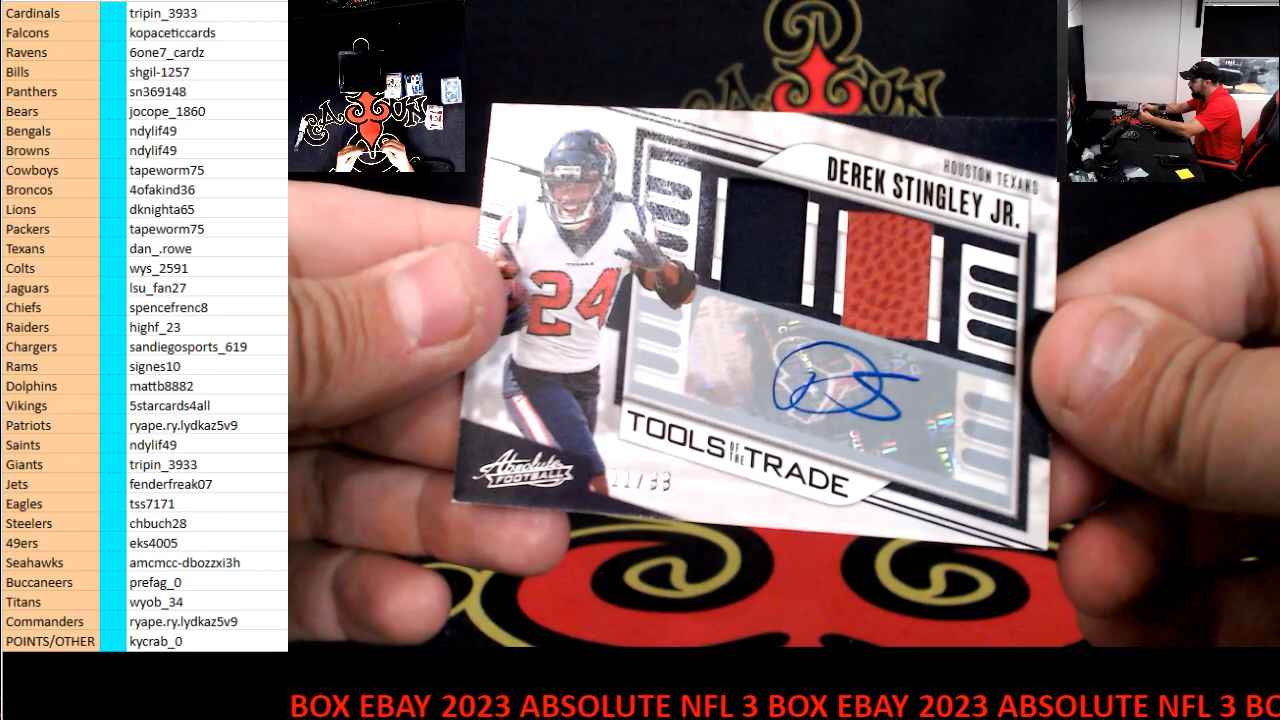 Cardinals tripin_3933
Falcons kopaceticcards
Ravens 6one7_cardz
Bills shgil-1257
Panthers sn369148
Bears jocope_1860
Bengals ndylif49
Browns ndylif49
Cowboys tapeworm75
Broncos 4ofakind36
Lions dknighta65
Packers tapeworm75
Texans dan_.rowe
Colts wys_2591
Jaguars lsu_fan27
Chiefs spencefrenc8
Raiders highf_23
Chargers sandiegosports_619
Rams signes10
Dolphins mattb8882
Vikings 5starcards4all
Patriots ryape.ry.lydkaz5v9
Saints ndylif49
Giants tripin_3933
Jets fenderfreak07
Eagles tss7171
Steelers chbuch28
49ers eks4005
Seahawks amcmcc-dbozzxi3h
Buccaneers prefag_0
Titans wyob_34
Commanders ryape.ry.lydkaz5v9
POINTS/OTHER kycrab_0
HOUSTON TEXANS
DEREK STINGLEY JR.
TEXANS
24
TOOLS OF THE TRADE
Absolute
FOOTBALL
BOX EBAY 2023 ABSOLUTE NFL 3 BOX EBAY 2023 ABSOLUTE NFL 3 BO